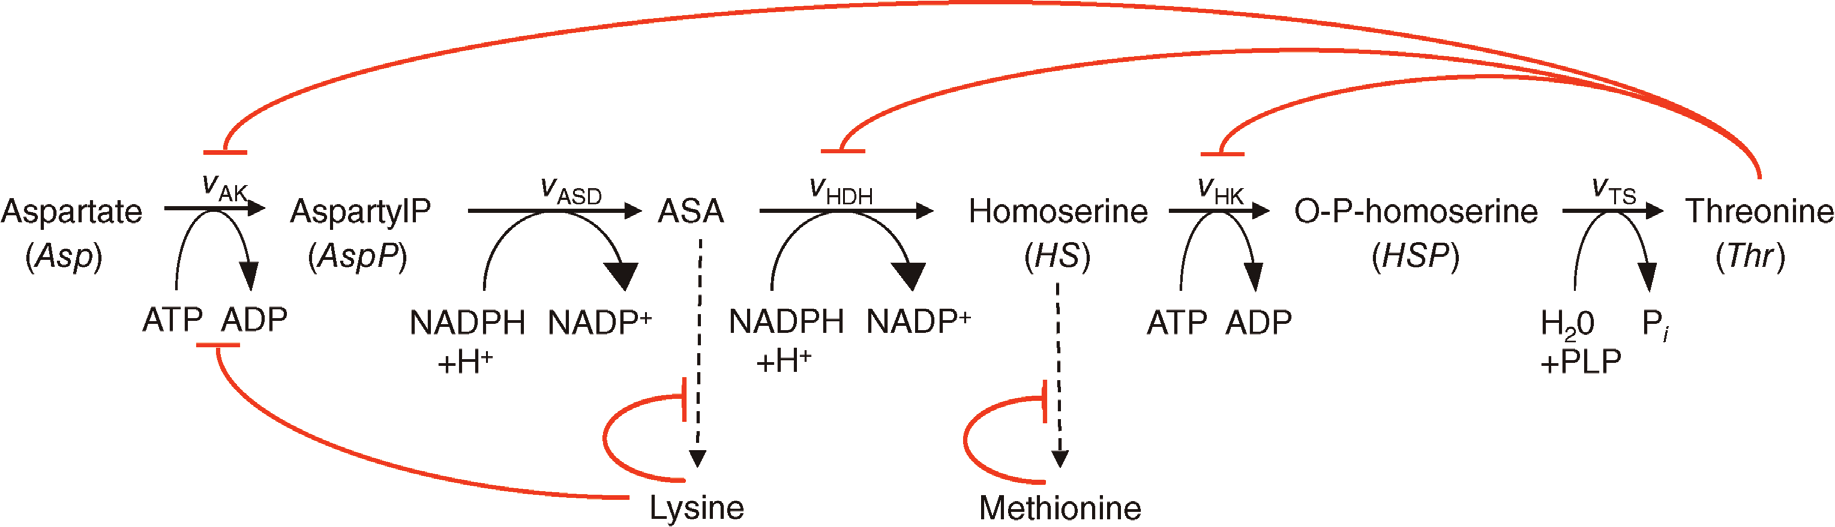 vAK vASD vHDH vHK vTS
Aspartate AspartylP ASA Homoserine O-P-homoserine Threonine
(Asp) (AspP) (HS) (HSP) (Thr)
ATP ADP NADPH NADP+ NADPH NADP+ ATP ADP H20 Pi
+H+ +H+ +PLP
Lysine Methionine